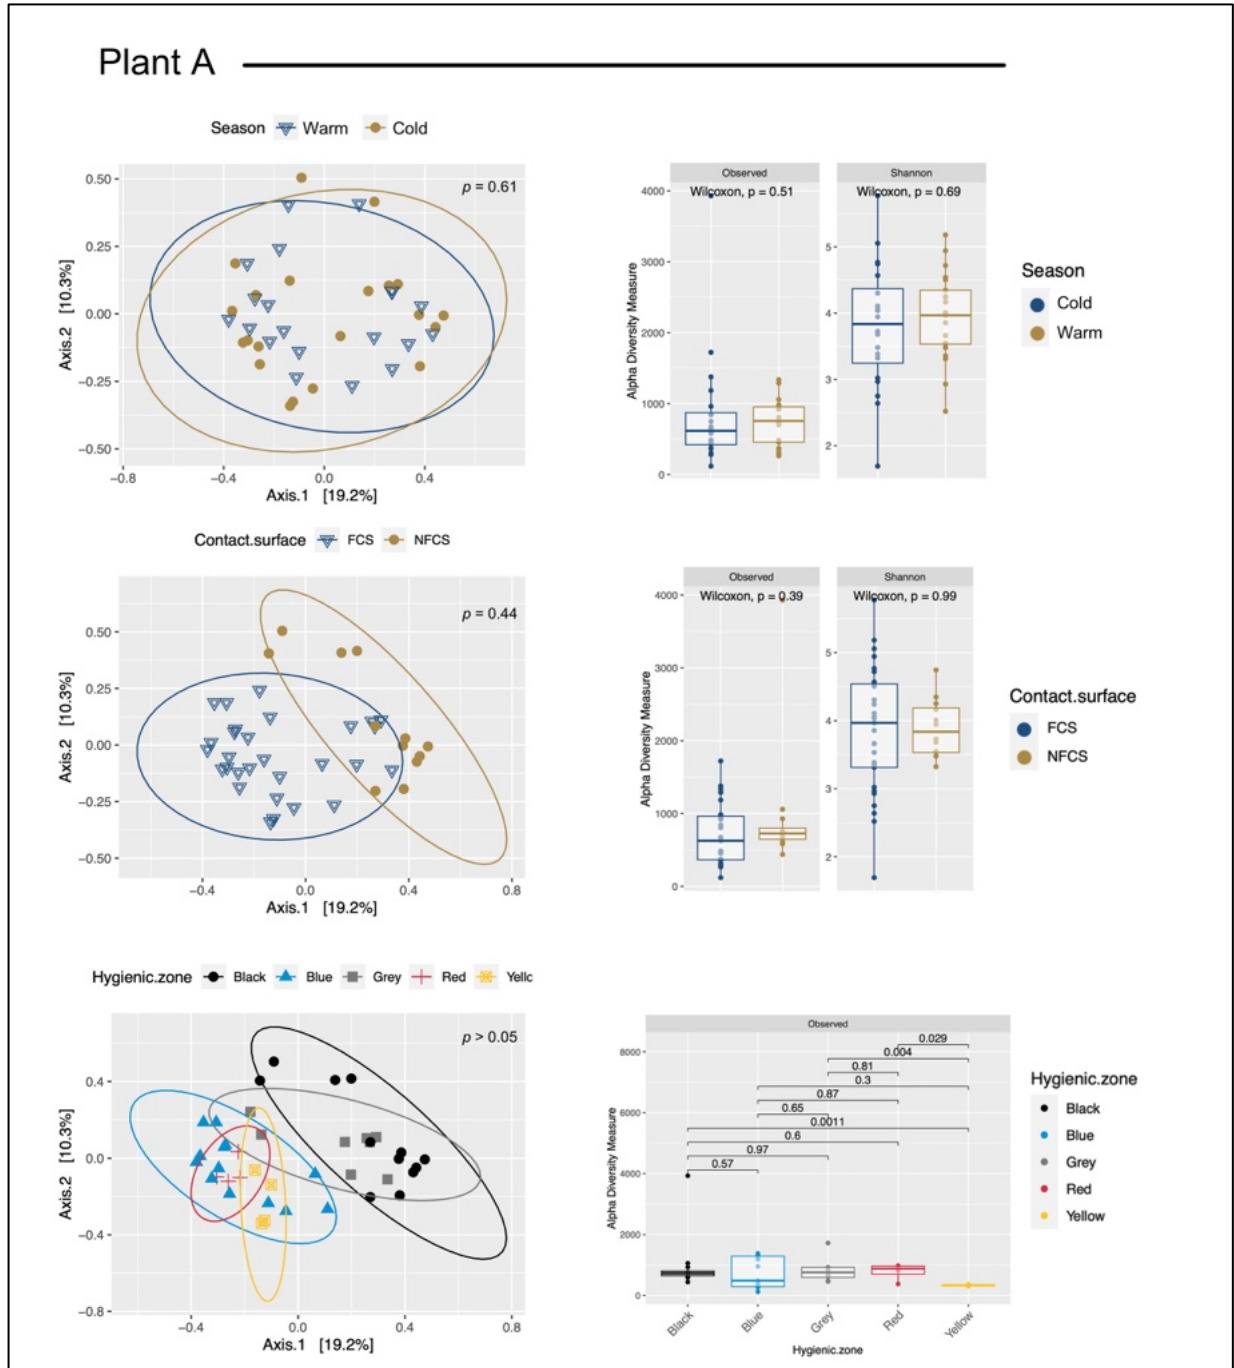 Plant A
Season Warm Cold
p = 0.61
0.50
0.25
0.00
−0.25
−0.50
Axis.2 [10.3%]
−0.8 −0.4 0.0 0.4
Axis.1 [19.2%]
Observed Shannon
Wilcoxon, p = 0.51 Wilcoxon, p = 0.69
4000
3000
2000
1000
0
Alpha Diversity Measure
5
4
3
2
Season
Cold
Warm
Contact.surface FCS NFCS
p = 0.44
0.50
0.25
0.00
−0.25
−0.50
Axis.2 [10.3%]
−0.4 0.0 0.4 0.8
Axis.1 [19.2%]
Observed Shannon
Wilcoxon, p = 0.39 Wilcoxon, p = 0.99
4000
3000
2000
1000
0
Alpha Diversity Measure
5
4
3
2
Contact.surface
FCS
NFCS
Hygienic.zone Black Blue Grey Red Yellc
p > 0.05
0.4
0.0
−0.4
−0.8
Axis.2 [10.3%]
−0.4 0.0 0.4 0.8
Axis.1 [19.2%]
Observed
8000
6000
4000
2000
0
Alpha Diversity Measure
0.029
0.004
0.81
0.3
0.87
0.65
0.0011
0.6
0.97
0.57
Black Blue Grey Red Yellow
Hygienic.zone
Hygienic.zone
Black
Blue
Grey
Red
Yellow